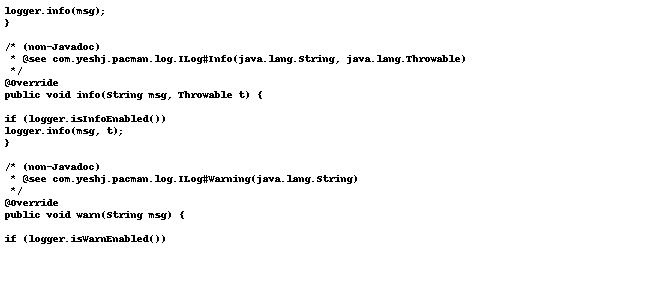 logger.info(msg);
}
/* (non-Javadoc)
* @see com.yeshj.pacman.log.ILog#Info(java.lang.String, java.lang.Throwable)
*/
@Override
public void info(String msg, Throwable t) {
if (logger.isInfoEnabled())
logger.info(msg, t);
}
/* (non-Javadoc)
* @see com.yeshj.pacman.log.ILog#Warning(java.lang.String)
*/
@Override
public void warn(String msg) {
if (logger.isWarnEnabled())